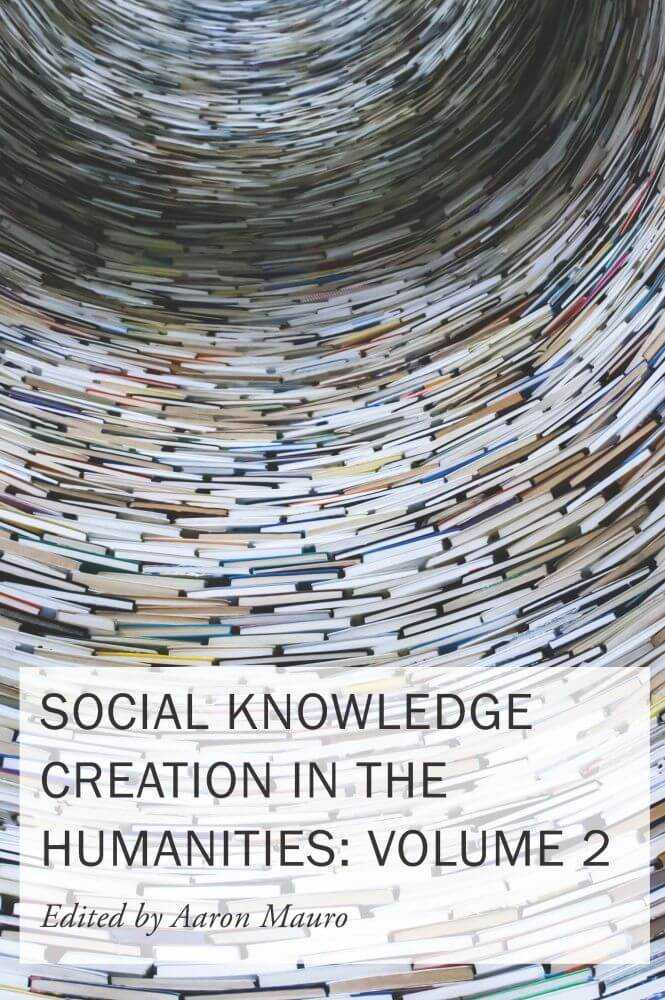 SOCIAL KNOWLEDGE
CREATION IN THE
HUMANITIES: VOLUME 2
Edited by Aaron Mauro